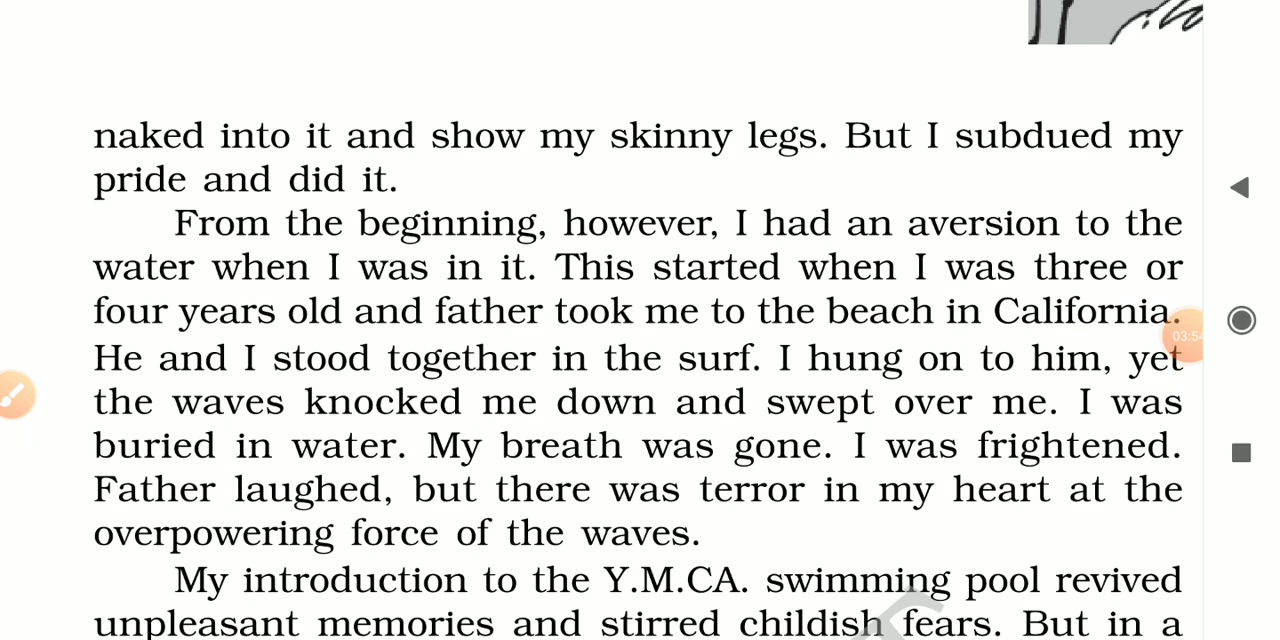 naked into it and show my skinny legs. But I subdued my
pride and did it.
From the beginning, however, I had an aversion to the
water when I was in it. This started when I was three or
four years old and father took me to the beach in California.
03:54
He and I stood together in the surf. I hung on to him, yet
the waves knocked me down and swept over me. I was
buried in water. My breath was gone. I was frightened.
Father laughed, but there was terror in my heart at the
overpowering force of the waves.
My introduction to the Y.M.CA. swimming pool revived
unpleasant memories and stirred childish fears. But in a